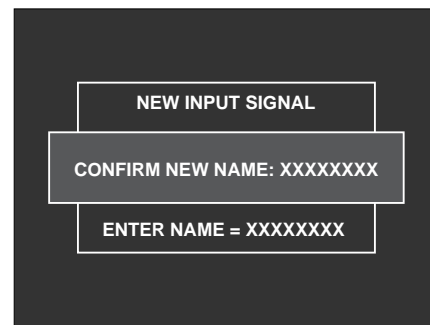 NEW INPUT SIGNAL
CONFIRM NEW NAME: XXXXXXXX
ENTER NAME = XXXXXXXX